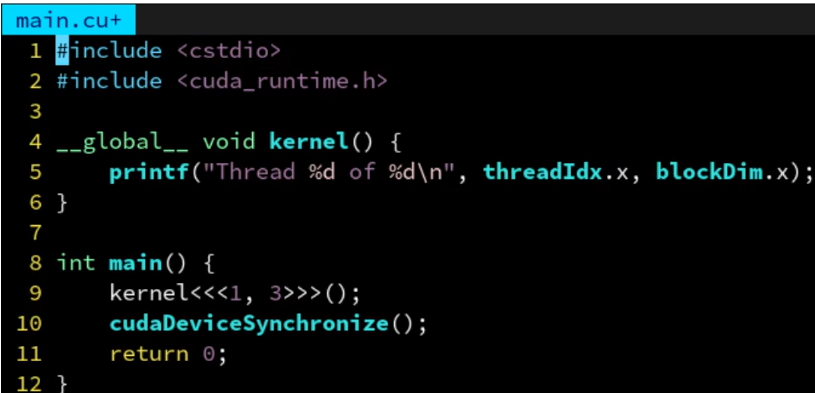 main.cu+
1 #include <cstdio>
2 #include <cuda_runtime.h>
3
4 __global__ void kernel() {
5     printf("Thread %d of %d\n", threadIdx.x, blockDim.x);
6 }
7
8 int main() {
9     kernel<<<1, 3>>>();
10     cudaDeviceSynchronize();
11     return 0;
12 }